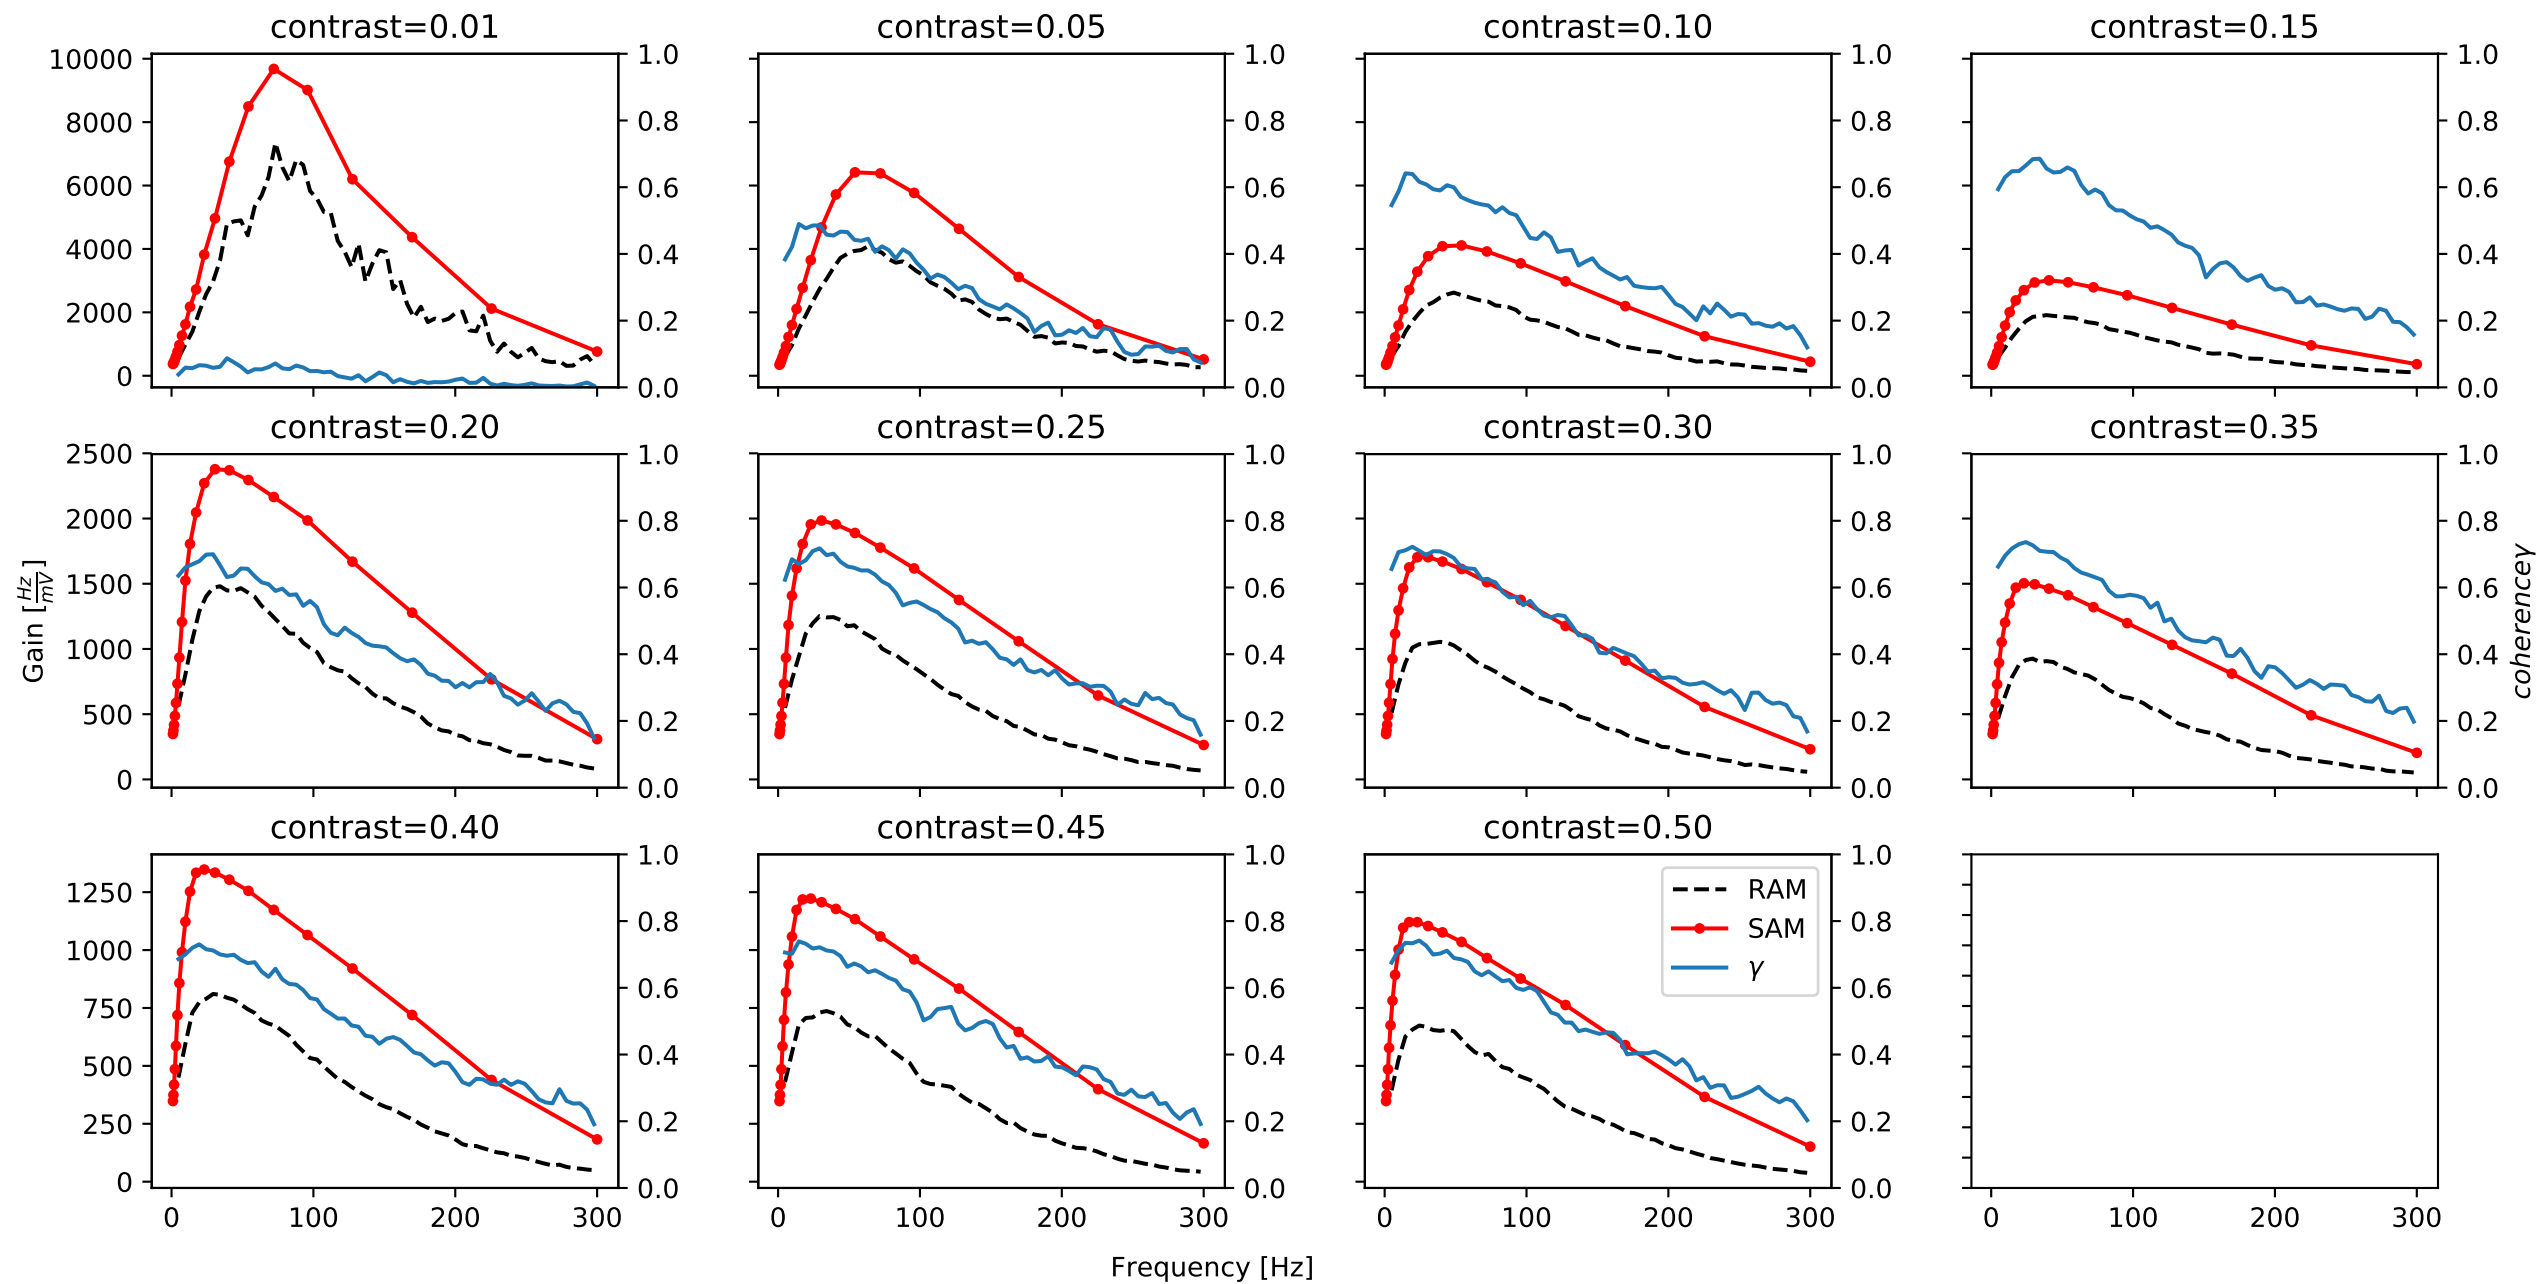 contrast=0.01 contrast=0.05 contrast=0.10 contrast=0.15
10000 1.0 1.0 1.0 1.0
8000 0.8 0.8 0.8 0.8
6000 0.6 0.6 0.6 0.6
4000 0.4 0.4 0.4 0.4
2000 0.2 0.2 0.2 0.2
0 0.0 0.0 0.0 0.0
contrast=0.20 contrast=0.25 contrast=0.30 contrast=0.35
2500 1.0 1.0 1.0 1.0
2000 0.8 0.8 0.8 0.8
1500 0.6 0.6 0.6 0.6
1000 0.4 0.4 0.4 0.4
500 0.2 0.2 0.2 0.2
0 0.0 0.0 0.0 0.0
Gain [Hz/mV]
coherenceγ
contrast=0.40 contrast=0.45 contrast=0.50
1250 1.0 1.0 1.0
1000 0.8 0.8 0.8
750 0.6 0.6 0.6
500 0.4 0.4 0.4
250 0.2 0.2 0.2
0 0.0 0.0 0.0
RAM
SAM
γ
0 100 200 300 0 100 200 300 0 100 200 300 0 100 200 300
Frequency [Hz]